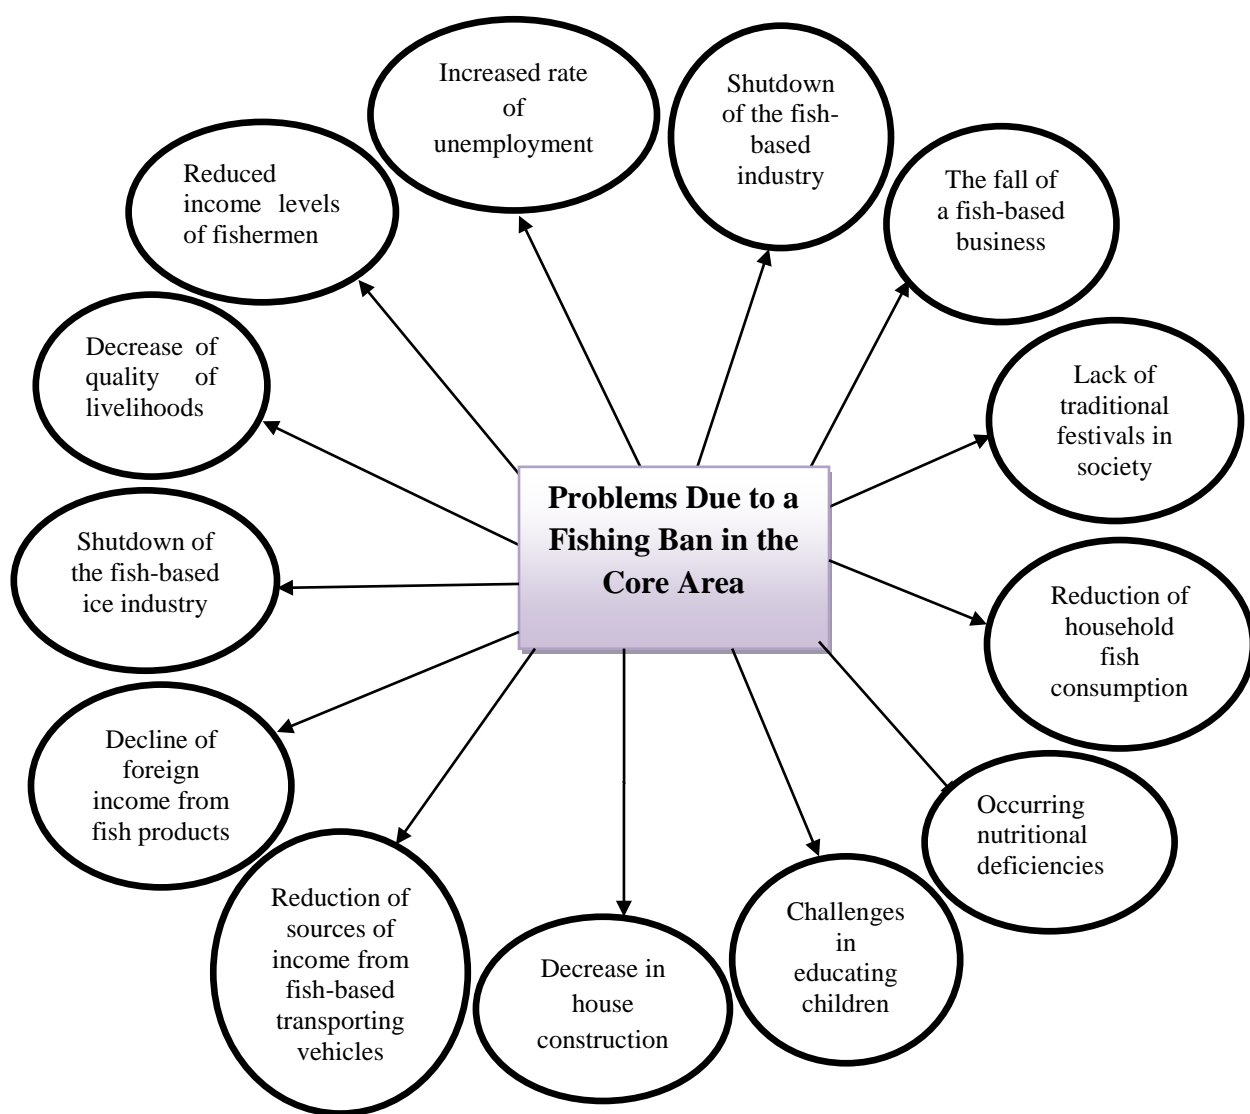 Increased rate
of
unemployment
Shutdown
of the fish-
based
industry
The fall of
a fish-based
business
Lack of
traditional
festivals in
society
Reduction of
household
fish
consumption
Occurring
nutritional
deficiencies
Challenges
in
educating
children
Decrease in
house
construction
Reduction of
sources of
income from
fish-based
transporting
vehicles
Decline of
foreign
income from
fish products
Shutdown of
the fish-based
ice industry
Decrease of
quality of
livelihoods
Reduced
income levels
of fishermen
Problems Due to a
Fishing Ban in the
Core Area